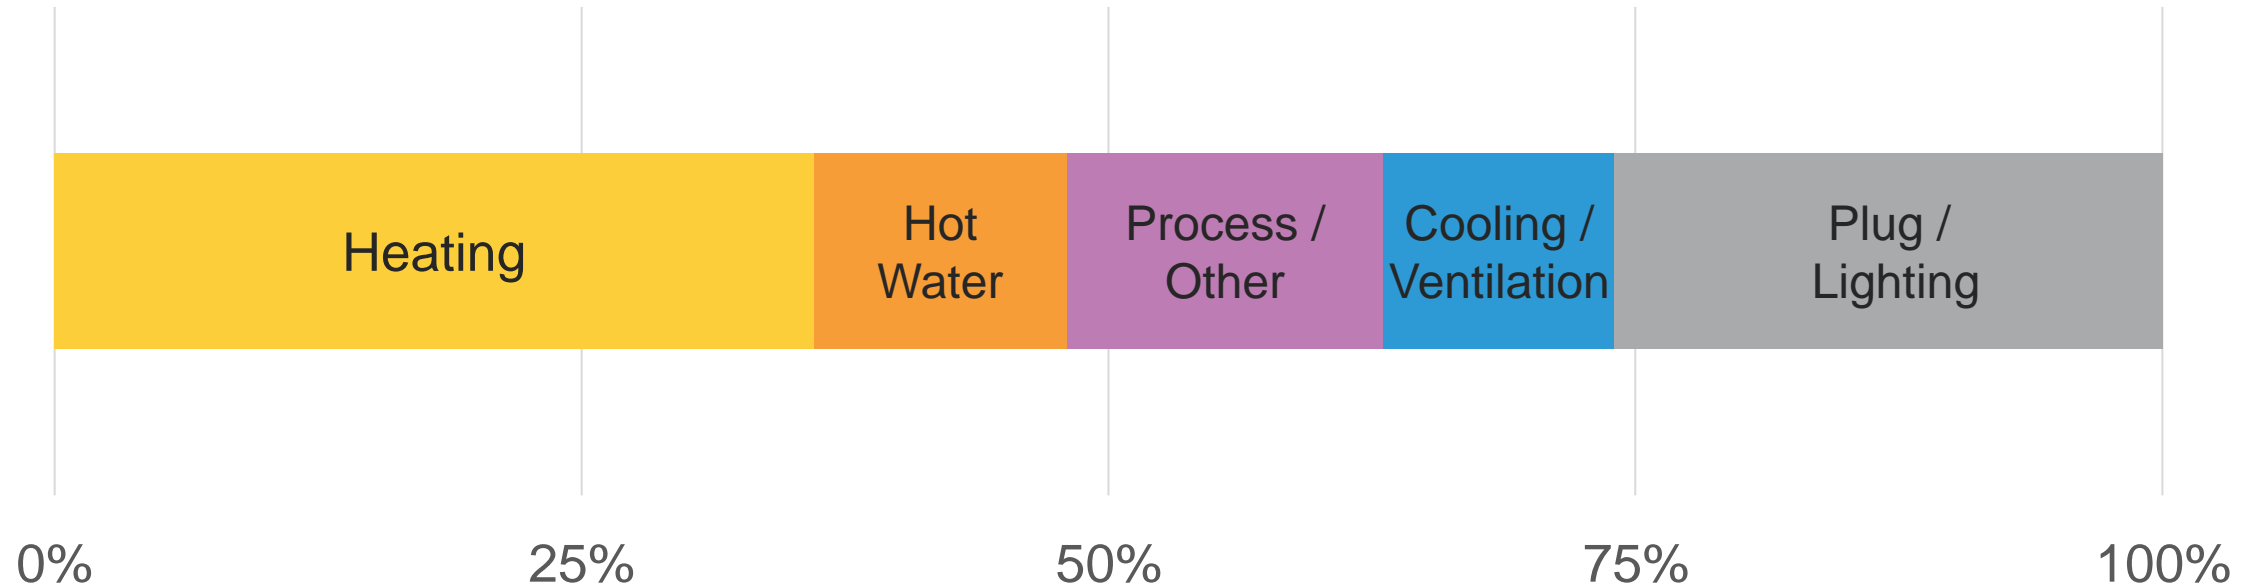 Heating
Hot
Water
Process /
Other
Cooling /
Ventilation
Plug /
Lighting
0%
25%
50%
75%
100%